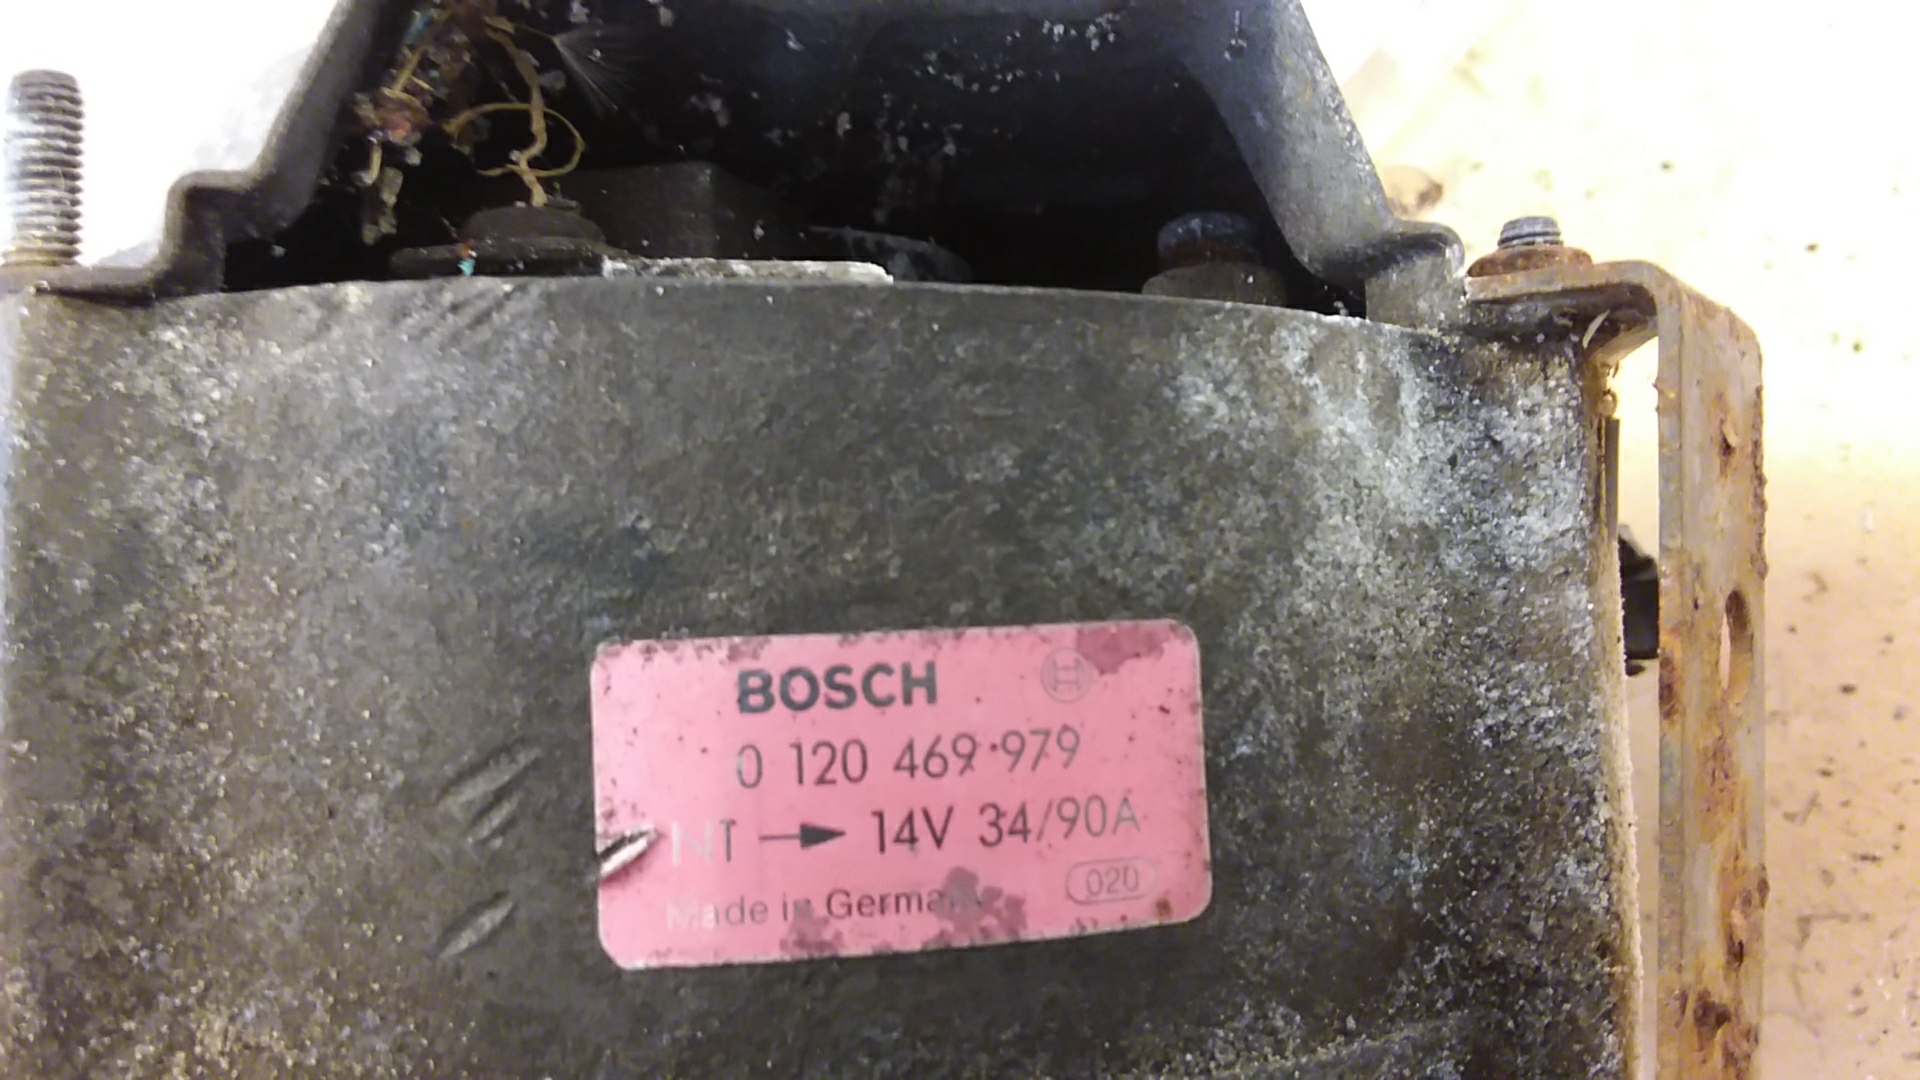 BOSCH
0 120 469 979
NT → 14V 34/90A
Made in Germany
020